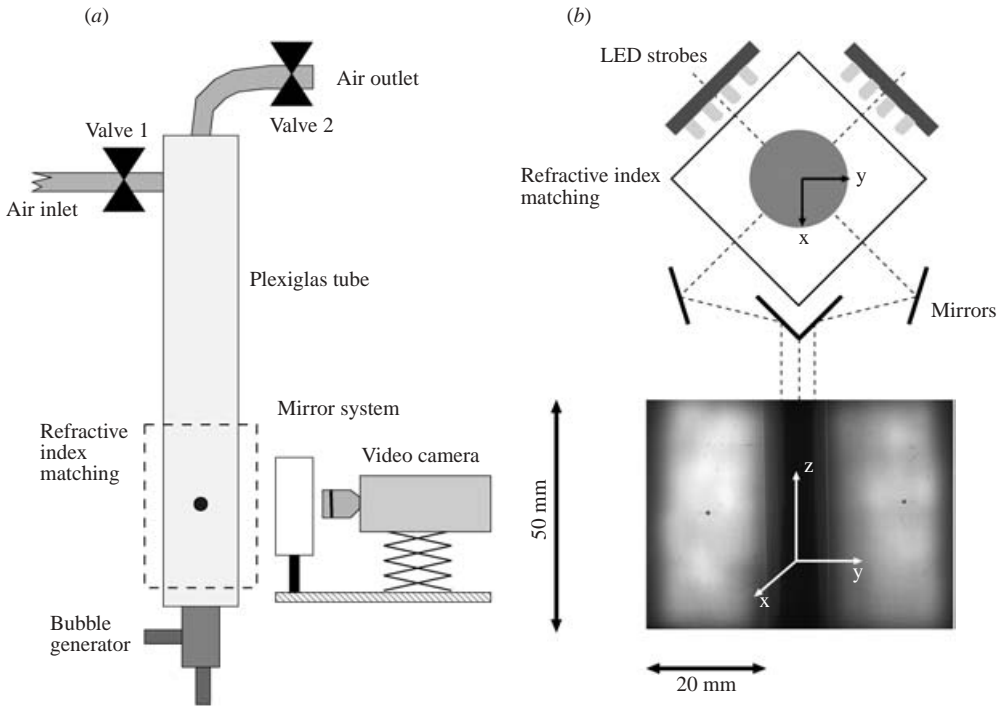 (a)
Air outlet
Valve 1
Valve 2
Air inlet
Plexiglas tube
Mirror system
Refractive
index
matching
Video camera
Bubble
generator
(b)
LED strobes
Refractive index
matching
y
x
Mirrors
50 mm
z
y
x
20 mm